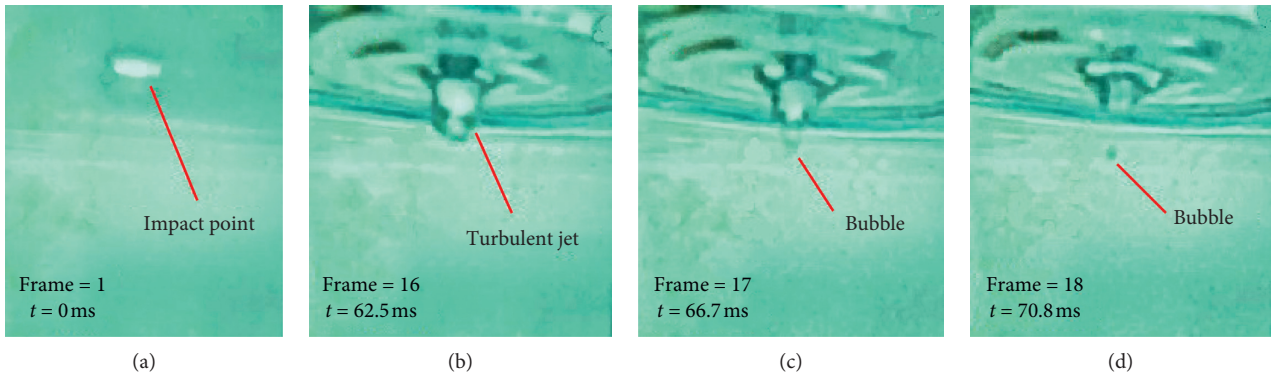 Impact point
Frame = 1
t = 0 ms
(a)
Turbulent jet
Frame = 16
t = 62.5 ms
(b)
Bubble
Frame = 17
t = 66.7 ms
(c)
Bubble
Frame = 18
t = 70.8 ms
(d)